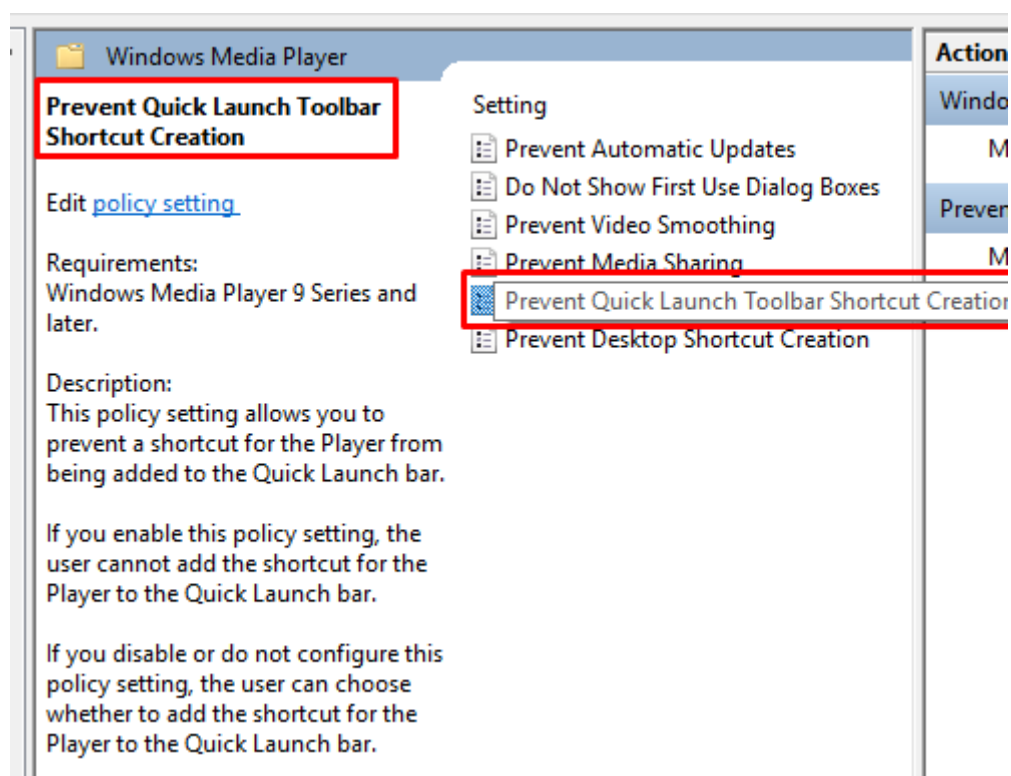 Windows Media Player
Prevent Quick Launch Toolbar
Shortcut Creation
Edit policy setting
Requirements:
Windows Media Player 9 Series and
later.
Description:
This policy setting allows you to
prevent a shortcut for the Player from
being added to the Quick Launch bar.
If you enable this policy setting, the
user cannot add the shortcut for the
Player to the Quick Launch bar.
If you disable or do not configure this
policy setting, the user can choose
whether to add the shortcut for the
Player to the Quick Launch bar.
Setting
Prevent Automatic Updates
Do Not Show First Use Dialog Boxes
Prevent Video Smoothing
Prevent Media Sharing
Prevent Quick Launch Toolbar Shortcut Creation
Prevent Desktop Shortcut Creation
Action
Windo
M
Preven
M